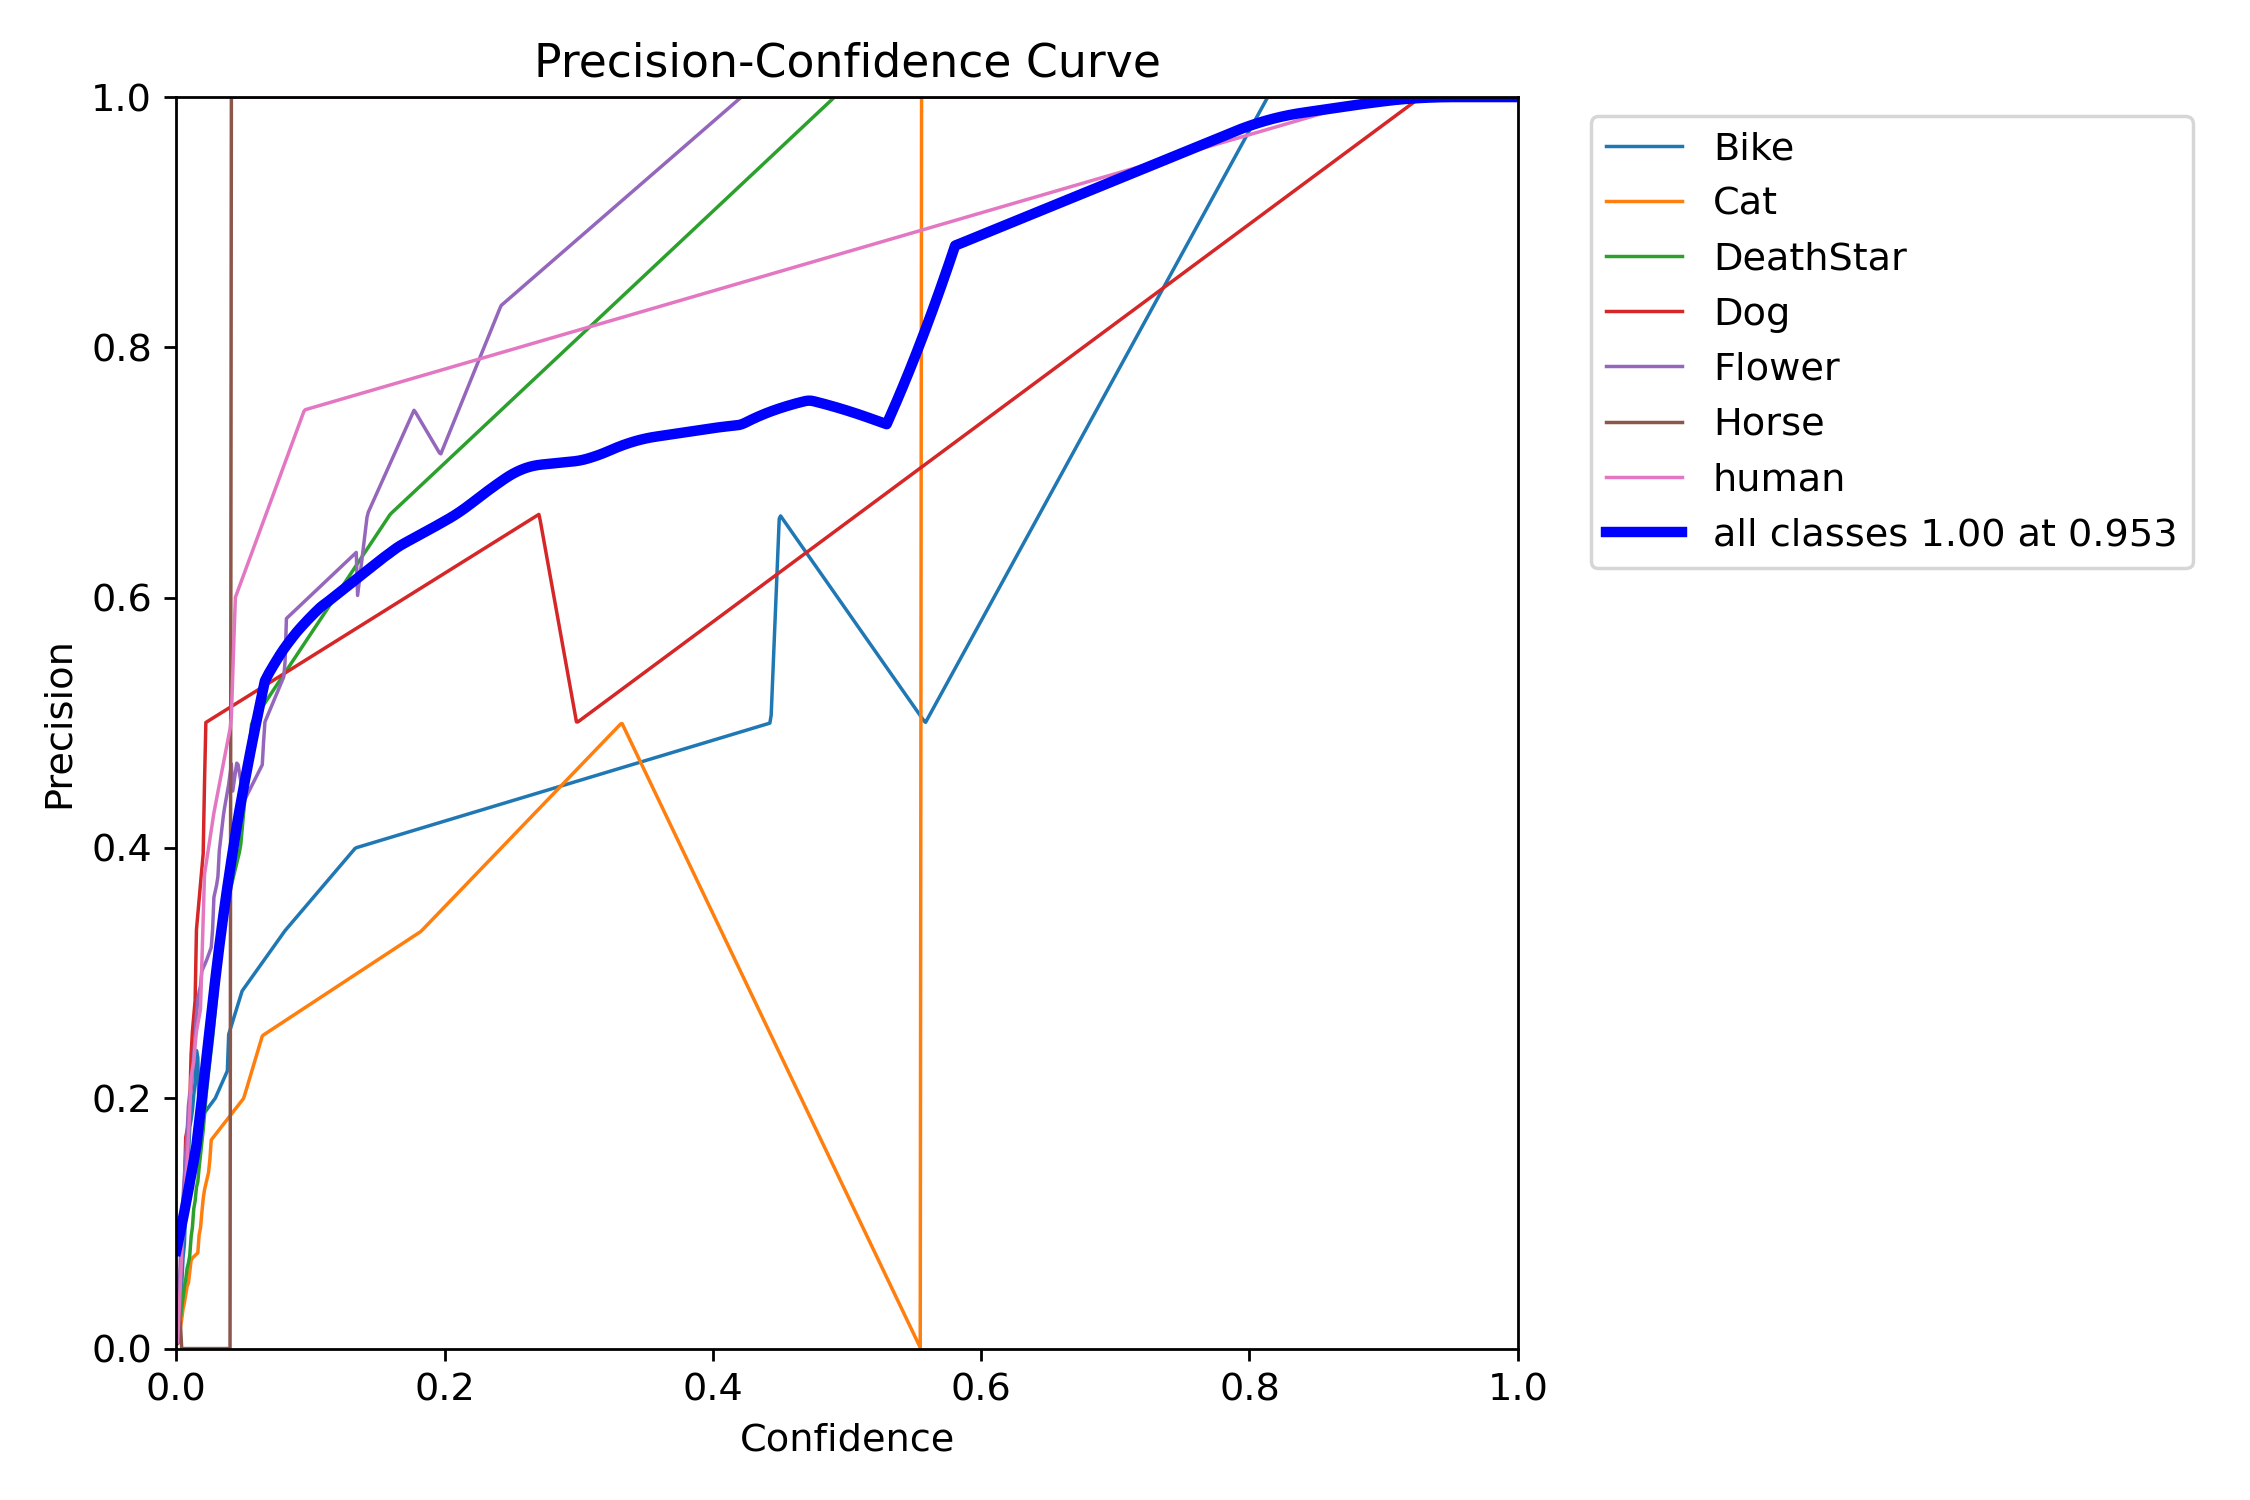 Precision-Confidence Curve
1.0
0.8
0.6
0.4
0.2
0.0
Precision
0.0 0.2 0.4 0.6 0.8 1.0
Confidence
Bike
Cat
DeathStar
Dog
Flower
Horse
human
all classes 1.00 at 0.953